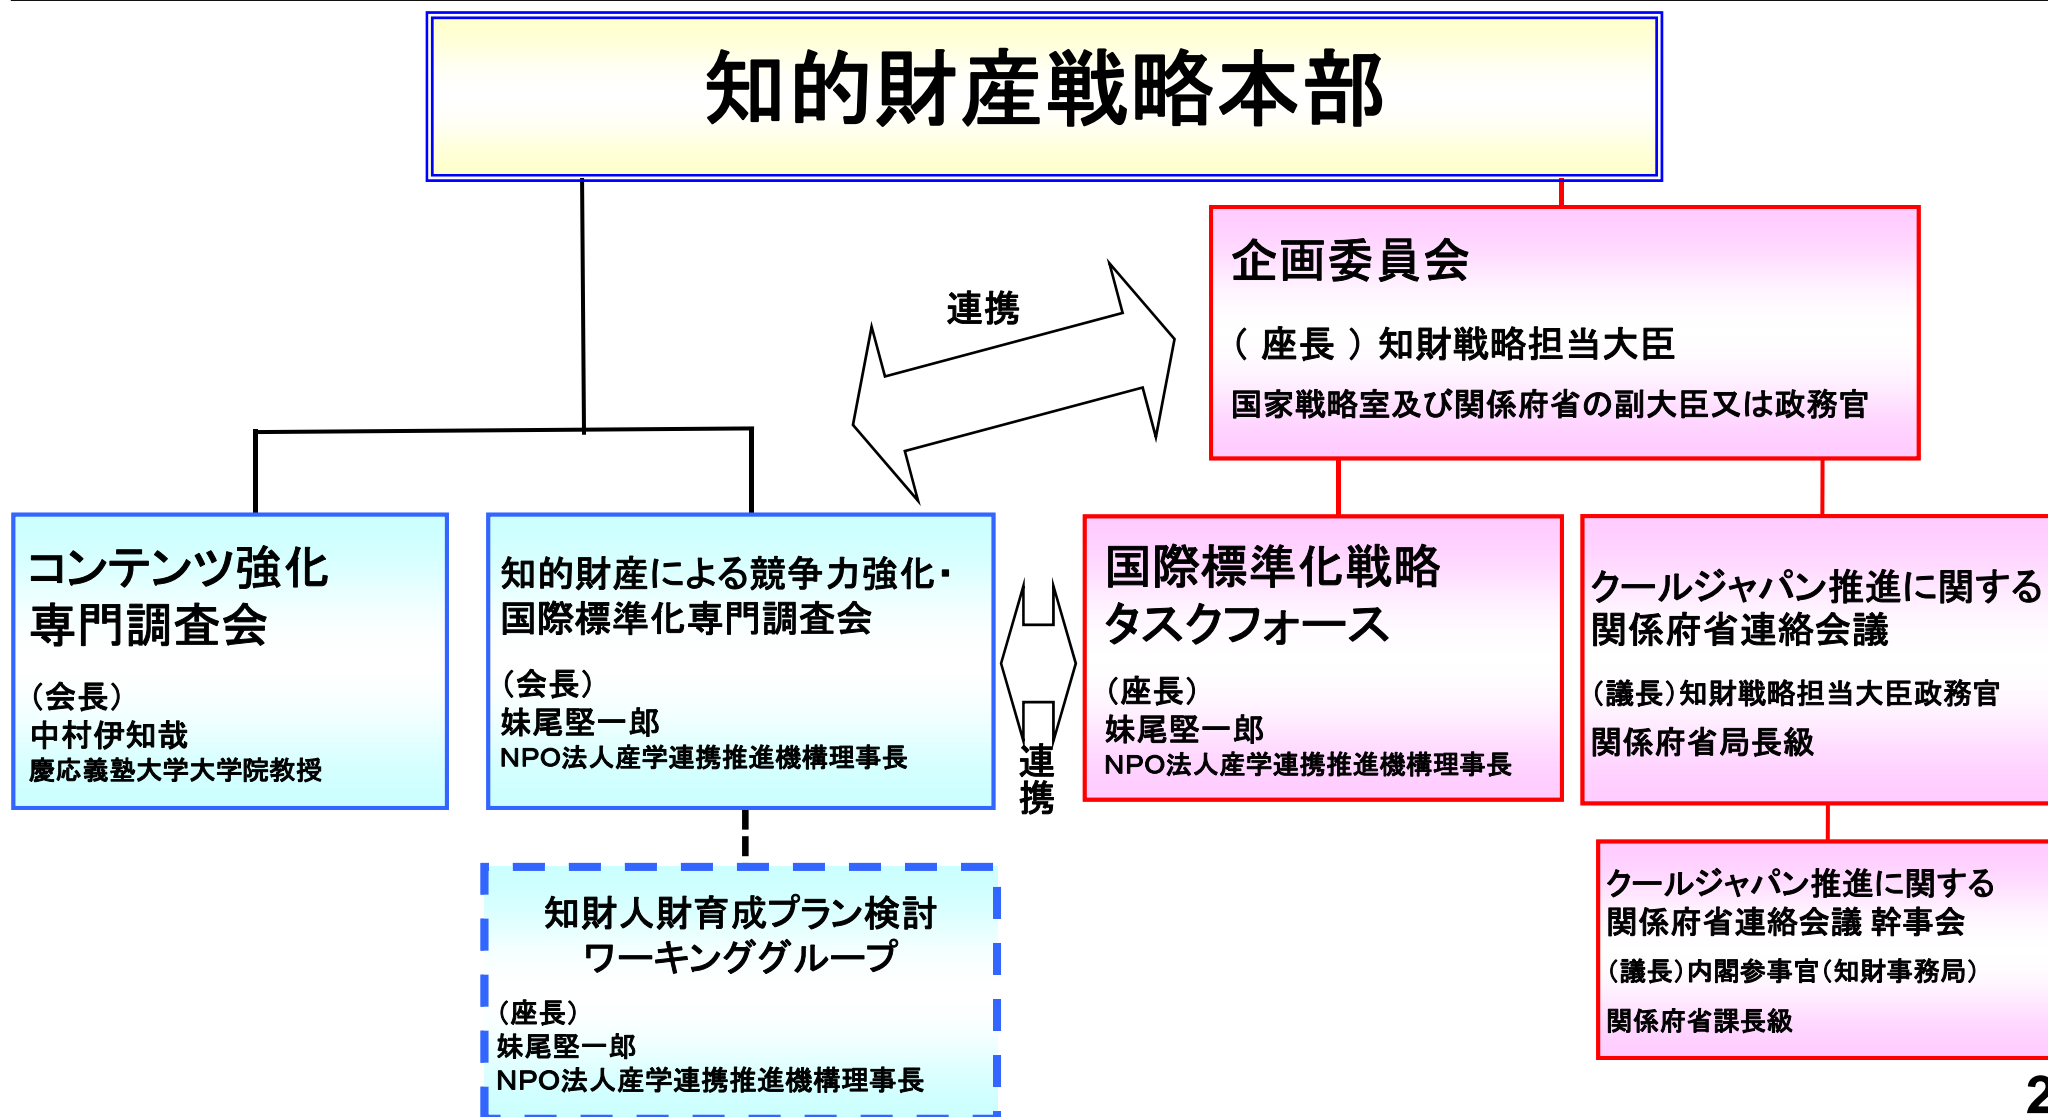 知的財産戦略本部
企画委員会
（ 座長 ）知財戦略担当大臣
国家戦略室及び関係府省の副大臣又は政務官
連携
コンテンツ強化
専門調査会
（会長）
中村伊知哉
慶応義塾大学大学院教授
知的財産による競争力強化・
国際標準化専門調査会
（会長）
妹尾堅一郎
NPO法人産学連携推進機構理事長
連携
国際標準化戦略
タスクフォース
（座長）
妹尾堅一郎
NPO法人産学連携推進機構理事長
クールジャパン推進に関する
関係府省連絡会議
（議長）知財戦略担当大臣政務官
関係府省局長級
知財人財育成プラン検討
ワーキンググループ
（座長）
妹尾堅一郎
NPO法人産学連携推進機構理事長
クールジャパン推進に関する
関係府省連絡会議 幹事会
（議長）内閣参事官（知財事務局）
関係府省課長級
2